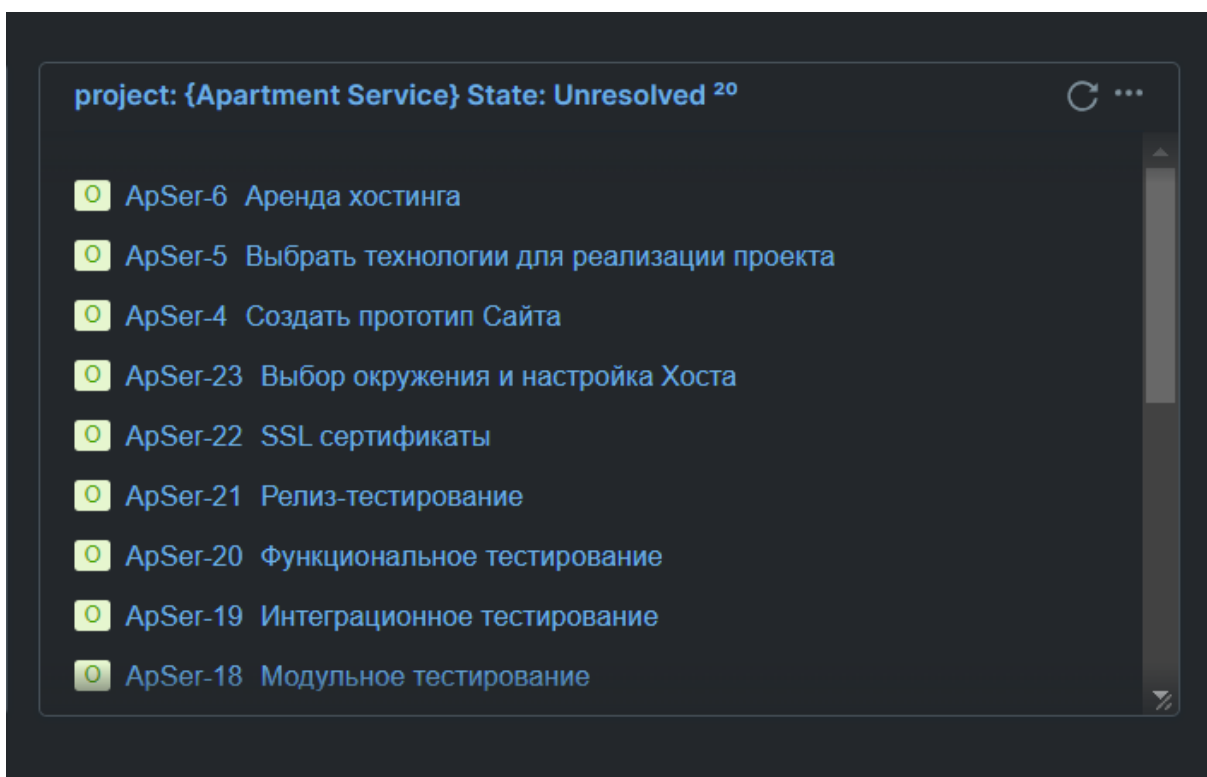 project: {Apartment Service} State: Unresolved ²⁰
O ApSer-6 Аренда хостинга
O ApSer-5 Выбрать технологии для реализации проекта
O ApSer-4 Создать прототип Сайта
O ApSer-23 Выбор окружения и настройка Хоста
O ApSer-22 SSL сертификаты
O ApSer-21 Релиз-тестирование
O ApSer-20 Функциональное тестирование
O ApSer-19 Интеграционное тестирование
O ApSer-18 Модульное тестирование